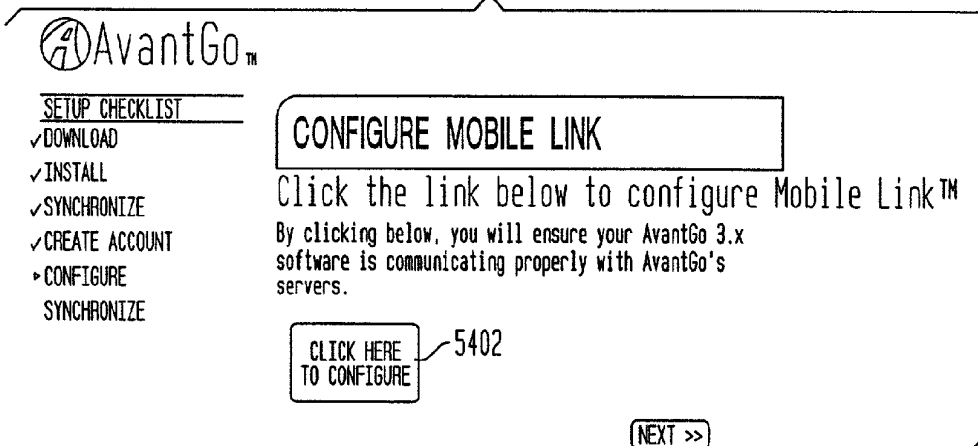 AvantGo™
SETUP CHECKLIST
✓DOWNLOAD
✓INSTALL
✓SYNCHRONIZE
✓CREATE ACCOUNT
▸CONFIGURE
SYNCHRONIZE
CONFIGURE MOBILE LINK
Click the link below to configure Mobile Link™
By clicking below, you will ensure your AvantGo 3.x
software is communicating properly with AvantGo's
servers.
CLICK HERE
TO CONFIGURE
5402
NEXT >>